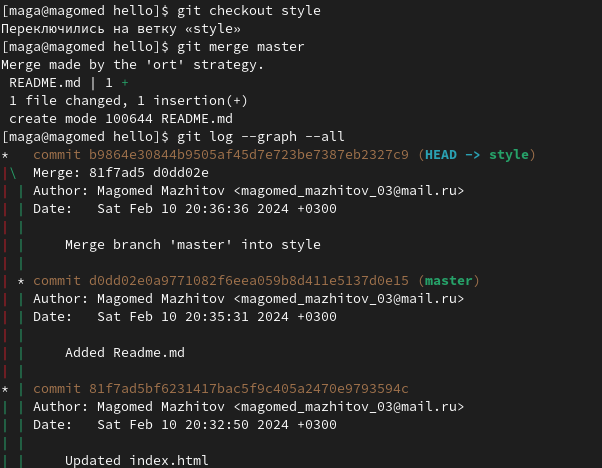 [maga@magomed hello]$ git checkout style
Переключились на ветку «style»
[maga@magomed hello]$ git merge master
Merge made by the 'ort' strategy.
 README.md | 1 +
 1 file changed, 1 insertion(+)
 create mode 100644 README.md
[maga@magomed hello]$ git log --graph --all
*   commit b9864e30844b9505af45d7e723be7387eb2327c9 (HEAD -> style)
|\  Merge: 81f7ad5 d0dd02e
| | Author: Magomed Mazhitov <magomed_mazhitov_03@mail.ru>
| | Date:   Sat Feb 10 20:36:36 2024 +0300
| |
| |     Merge branch 'master' into style
| |
| * commit d0dd02e0a9771082f6eea059b8d411e5137d0e15 (master)
| | Author: Magomed Mazhitov <magomed_mazhitov_03@mail.ru>
| | Date:   Sat Feb 10 20:35:31 2024 +0300
| |
| |     Added Readme.md
| |
* | commit 81f7ad5bf6231417bac5f9c405a2470e9793594c
| | Author: Magomed Mazhitov <magomed_mazhitov_03@mail.ru>
| | Date:   Sat Feb 10 20:32:50 2024 +0300
| |
| |     Updated index.html